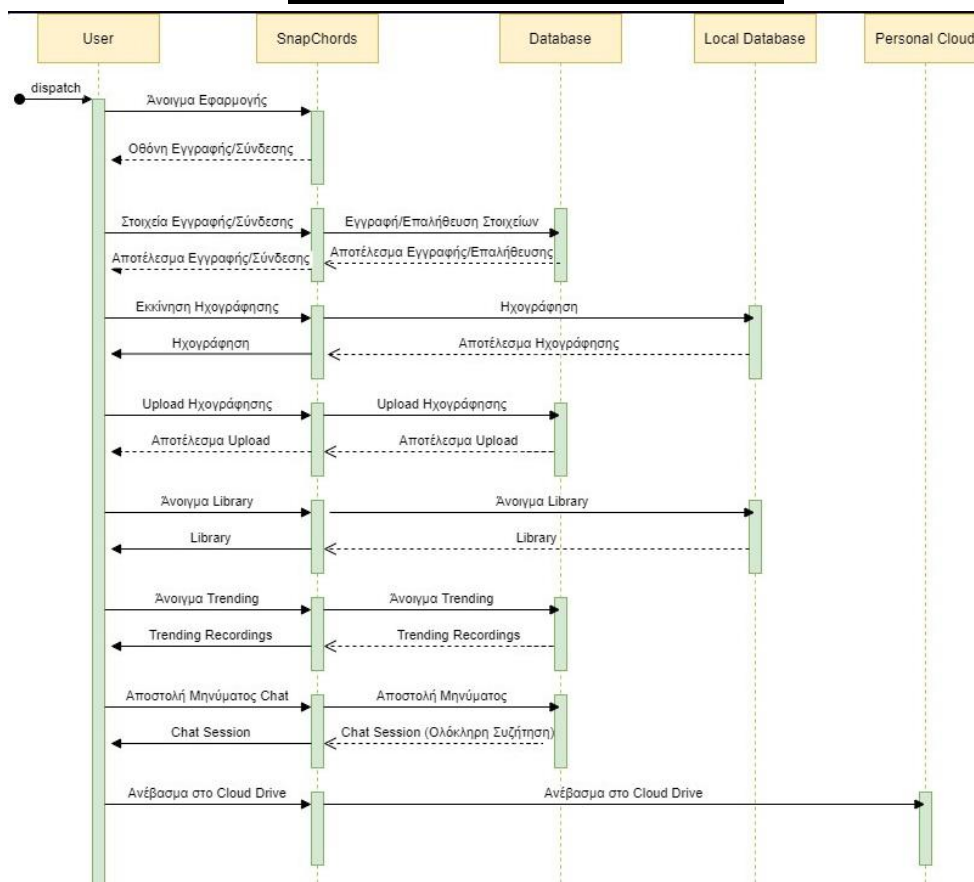 User
SnapChords
Database
Local Database
Personal Cloud
dispatch
Άνοιγμα Εφαρμογής
Οθόνη Εγγραφής/Σύνδεσης
Στοιχεία Εγγραφής/Σύνδεσης
Εγγραφή/Επαλήθευση Στοιχείων
Αποτέλεσμα Εγγραφής/Σύνδεσης
Αποτέλεσμα Εγγραφής/Επαλήθευσης
Εκκίνηση Ηχογράφησης
Ηχογράφηση
Ηχογράφηση
Αποτέλεσμα Ηχογράφησης
Upload Ηχογράφησης
Upload Ηχογράφησης
Αποτέλεσμα Upload
Αποτέλεσμα Upload
Άνοιγμα Library
Άνοιγμα Library
Library
Library
Άνοιγμα Trending
Άνοιγμα Trending
Trending Recordings
Trending Recordings
Αποστολή Μηνύματος Chat
Αποστολή Μηνύματος
Chat Session
Chat Session (Ολόκληρη Συζήτηση)
Ανέβασμα στο Cloud Drive
Ανέβασμα στο Cloud Drive